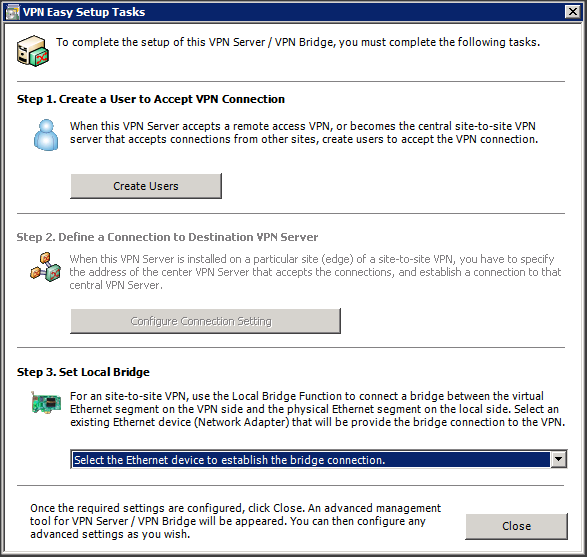 VPN Easy Setup Tasks
To complete the setup of this VPN Server / VPN Bridge, you must complete the following tasks.
Step 1. Create a User to Accept VPN Connection
When this VPN Server accepts a remote access VPN, or becomes the central site-to-site VPN
server that accepts connections from other sites, create users to accept the VPN connection.
Create Users
Step 2. Define a Connection to Destination VPN Server
When this VPN Server is installed on a particular site (edge) of a site-to-site VPN, you have to specify
the address of the center VPN Server that accepts the connections, and establish a connection to that
central VPN Server.
Configure Connection Setting
Step 3. Set Local Bridge
For an site-to-site VPN, use the Local Bridge Function to connect a bridge between the virtual
Ethernet segment on the VPN side and the physical Ethernet segment on the local side. Select an
existing Ethernet device (Network Adapter) that will be provide the bridge connection to the VPN.
Select the Ethernet device to establish the bridge connection.
Once the required settings are configured, click Close. An advanced management
tool for VPN Server / VPN Bridge will be appeared. You can then configure any
advanced settings as you wish.
Close